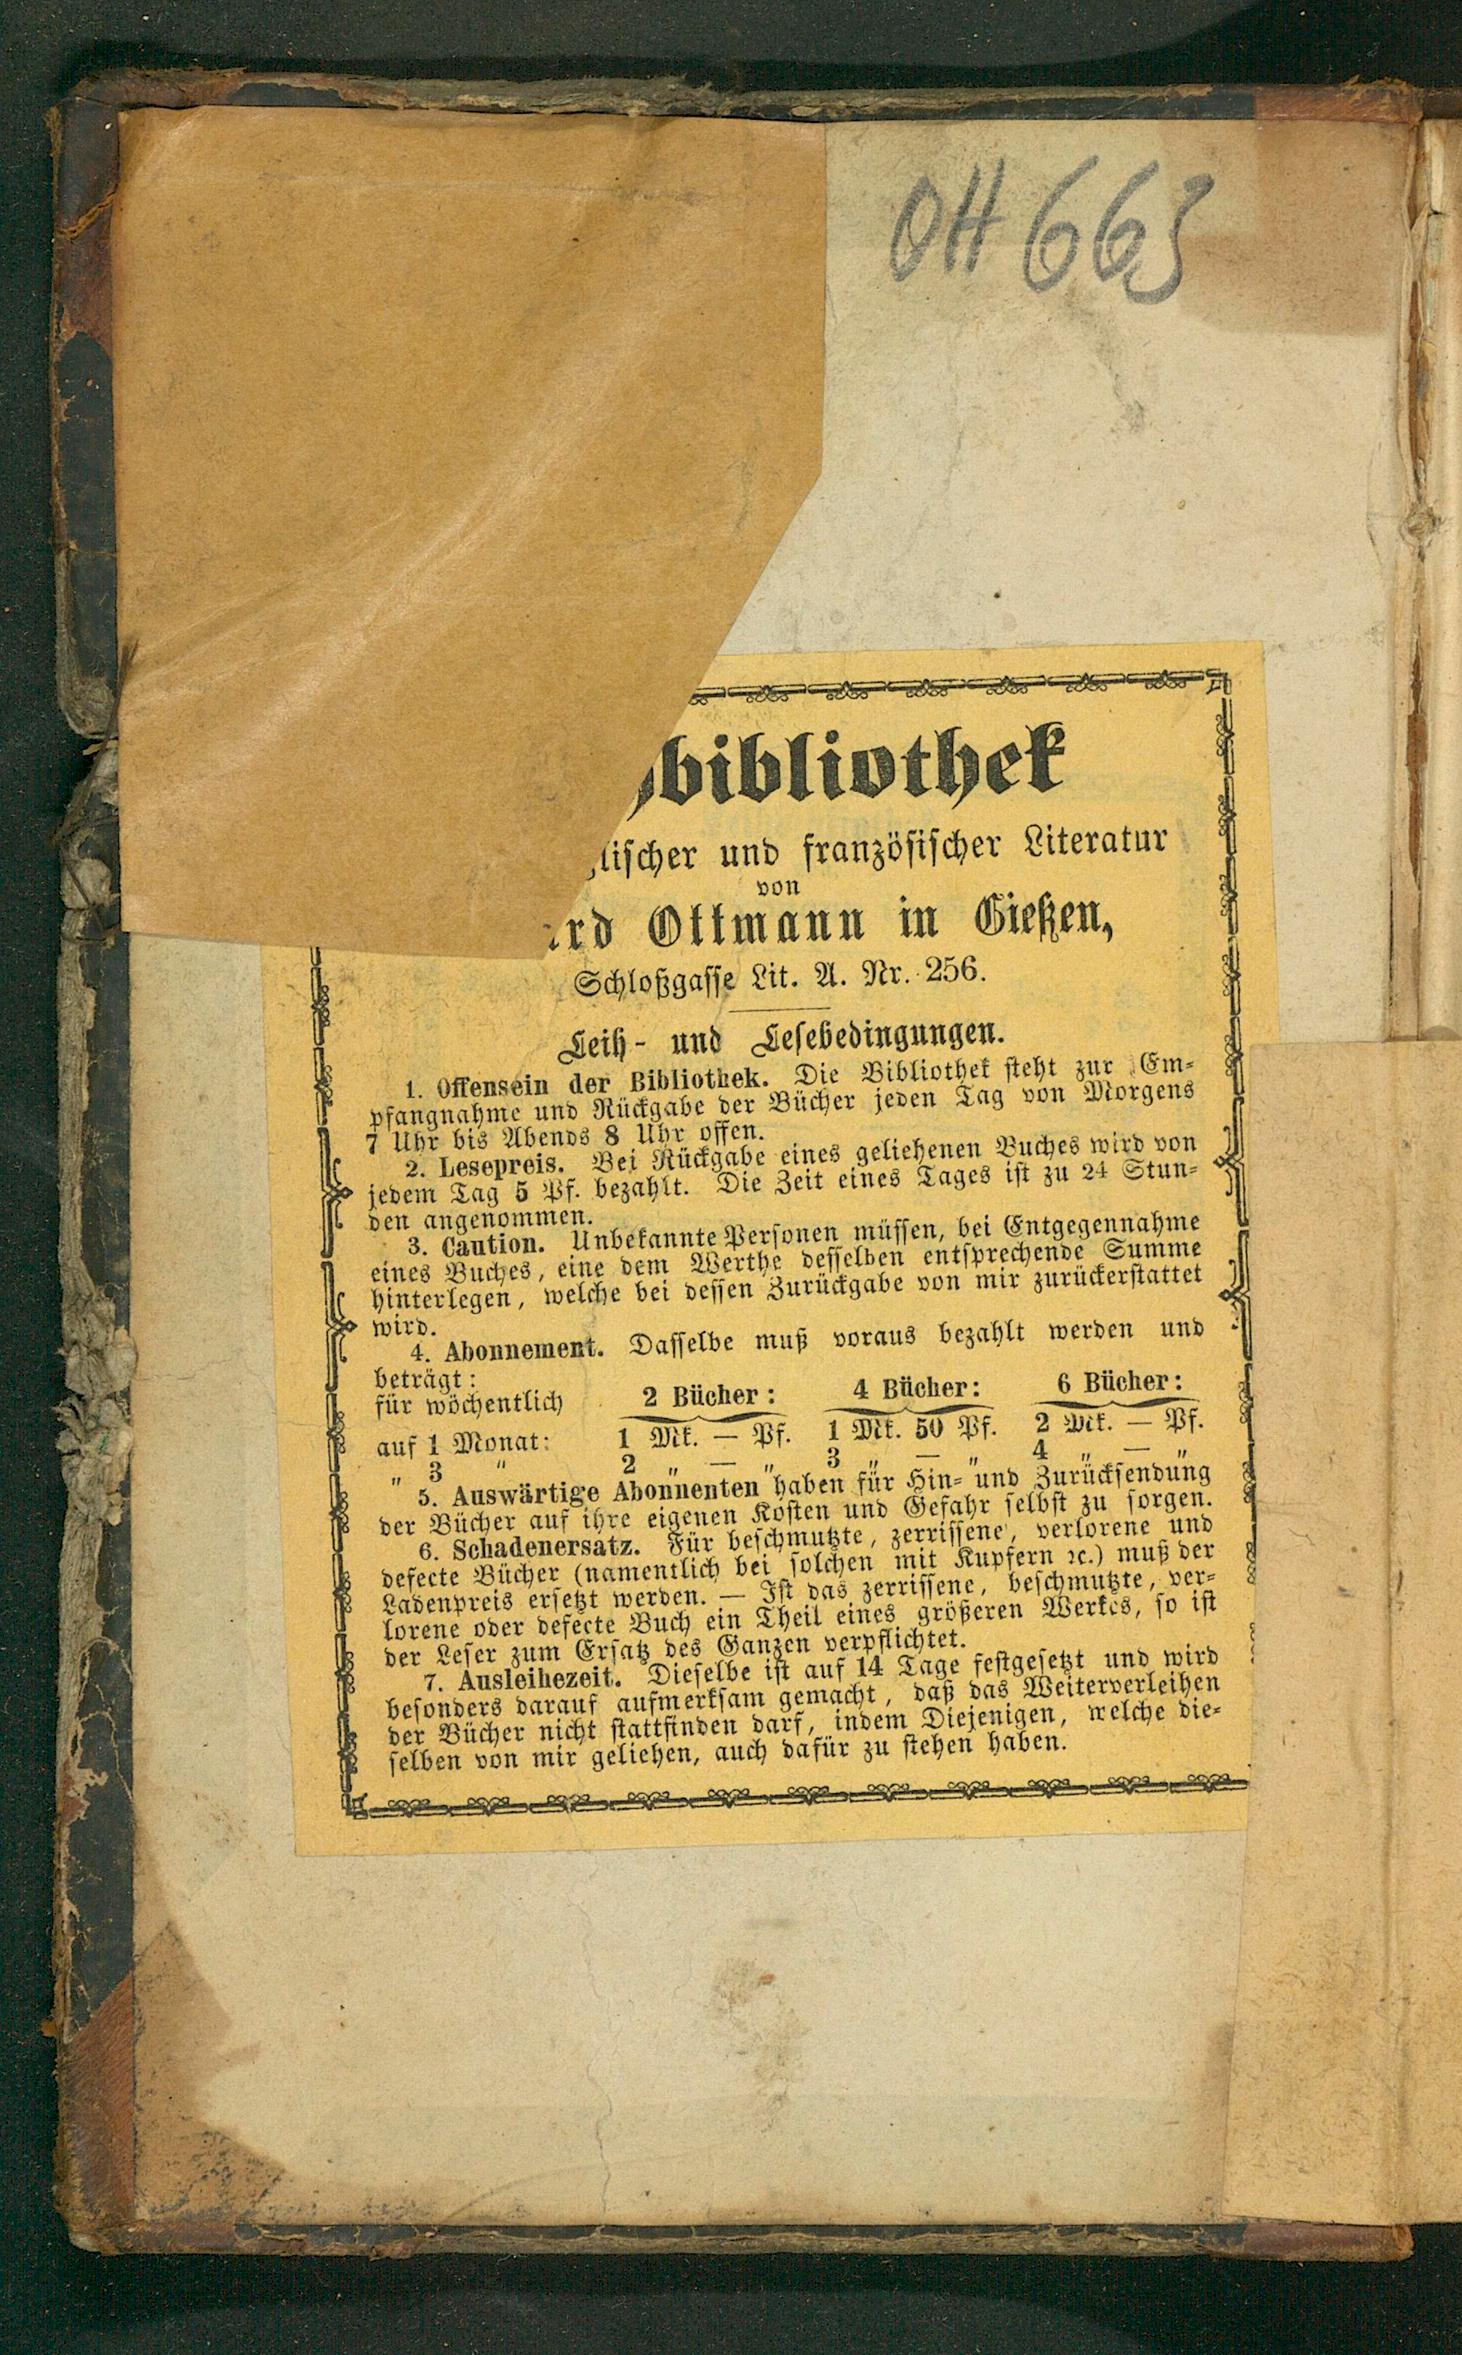 OH 663
bibliothek
lischer und französischer Literatur
von
Ottmann in Gießen,
Schloßgasse Lit. A. Nr. 256.
Leih- und Lesebedingungen.
1. Offensein der Bibliothek. Die Bibliothek steht zur Em-
pfangnahme und Rückgabe der Bücher jeden Tag von Morgens
7 Uhr bis Abends 8 Uhr offen.
2. Lesepreis. Bei Rückgabe eines geliehenen Buches wird von
jedem Tag 5 Pf. bezahlt. Die Zeit eines Tages ist zu 24 Stun-
den angenommen.
3. Caution. Unbekannte Personen müssen, bei Entgegennahme
eines Buches, eine dem Werthe desselben entsprechende Summe
hinterlegen, welche bei dessen Zurückgabe von mir zurückerstattet
wird.
4. Abonnement. Dasselbe muß voraus bezahlt werden und
beträgt:
für wöchentlich 2 Bücher: 4 Bücher: 6 Bücher:
auf 1 Monat: 1 Mk. — Pf. 1 Mk. 50 Pf. 2 Mk. — Pf.
" 3 " 2 " — " 3 " — " 4 " — "
5. Auswärtige Abonnenten haben für Hin- und Zurücksendung
der Bücher auf ihre eigenen Kosten und Gefahr selbst zu sorgen.
6. Schadenersatz. Für beschmutzte, zerrissene, verlorene und
defecte Bücher (namentlich bei solchen mit Kupfern ꝛc.) muß der
Ladenpreis ersetzt werden. — Ist das zerrissene, beschmutzte, ver-
lorene oder defecte Buch ein Theil eines größeren Werkes, so ist
der Leser zum Ersatz des Ganzen verpflichtet.
7. Ausleihezeit. Dieselbe ist auf 14 Tage festgesetzt und wird
besonders darauf aufmerksam gemacht, daß das Weiterverleihen
der Bücher nicht stattfinden darf, indem Diejenigen, welche die-
selben von mir geliehen, auch dafür zu stehen haben.